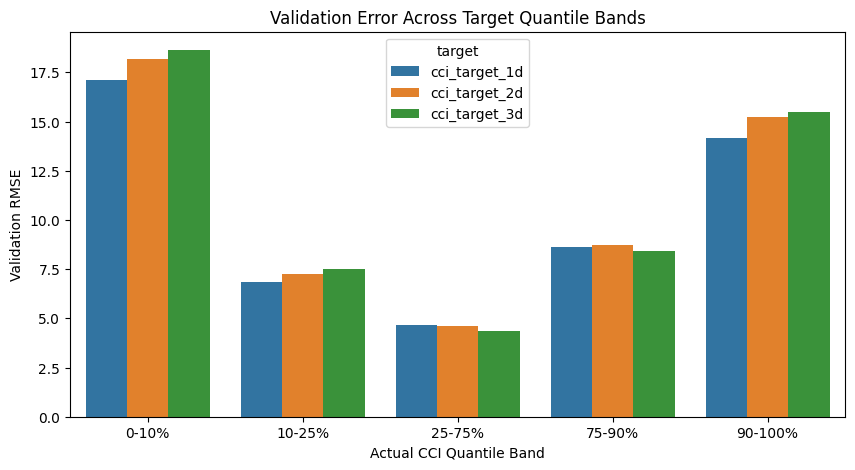 Validation Error Across Target Quantile Bands
target
cci_target_1d
cci_target_2d
cci_target_3d
Validation RMSE
17.5
15.0
12.5
10.0
7.5
5.0
2.5
0.0
0-10%
10-25%
25-75%
75-90%
90-100%
Actual CCI Quantile Band